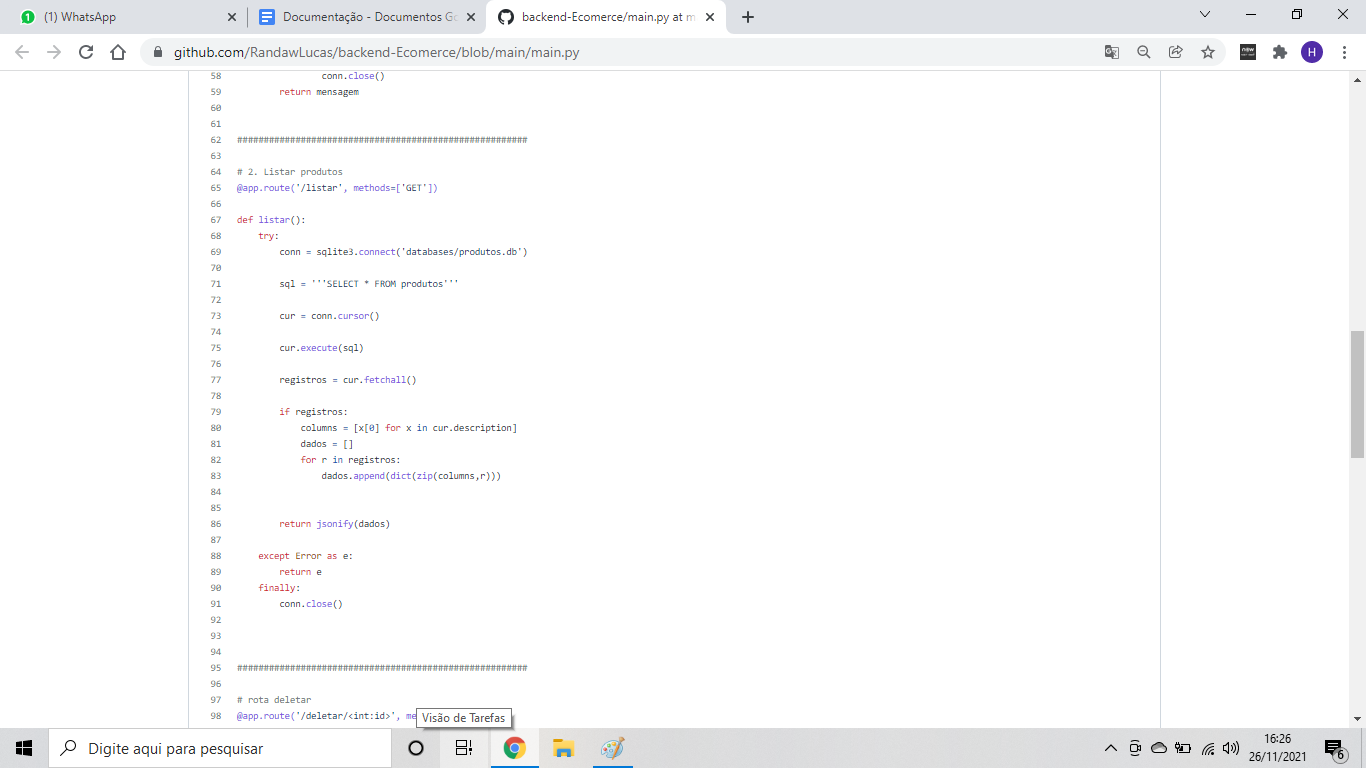 1 (1) WhatsApp
Documentação - Documentos Go
backend-Ecomerce/main.py at m
github.com/RandawLucas/backend-Ecomerce/blob/main/main.py
new
H
58 conn.close()
59 return mensagem
60
61
62 #######################################################
63
64 # 2. Listar produtos
65 @app.route('/listar', methods=['GET'])
66
67 def listar():
68 try:
69 conn = sqlite3.connect('databases/produtos.db')
70
71 sql = '''SELECT * FROM produtos'''
72
73 cur = conn.cursor()
74
75 cur.execute(sql)
76
77 registros = cur.fetchall()
78
79 if registros:
80 columns = [x[0] for x in cur.description]
81 dados = []
82 for r in registros:
83 dados.append(dict(zip(columns,r)))
84
85
86 return jsonify(dados)
87
88 except Error as e:
89 return e
90 finally:
91 conn.close()
92
93
94
95 #######################################################
96
97 # rota deletar
98 @app.route('/deletar/<int:id>', me
Visão de Tarefas
Digite aqui para pesquisar
16:26
26/11/2021
6